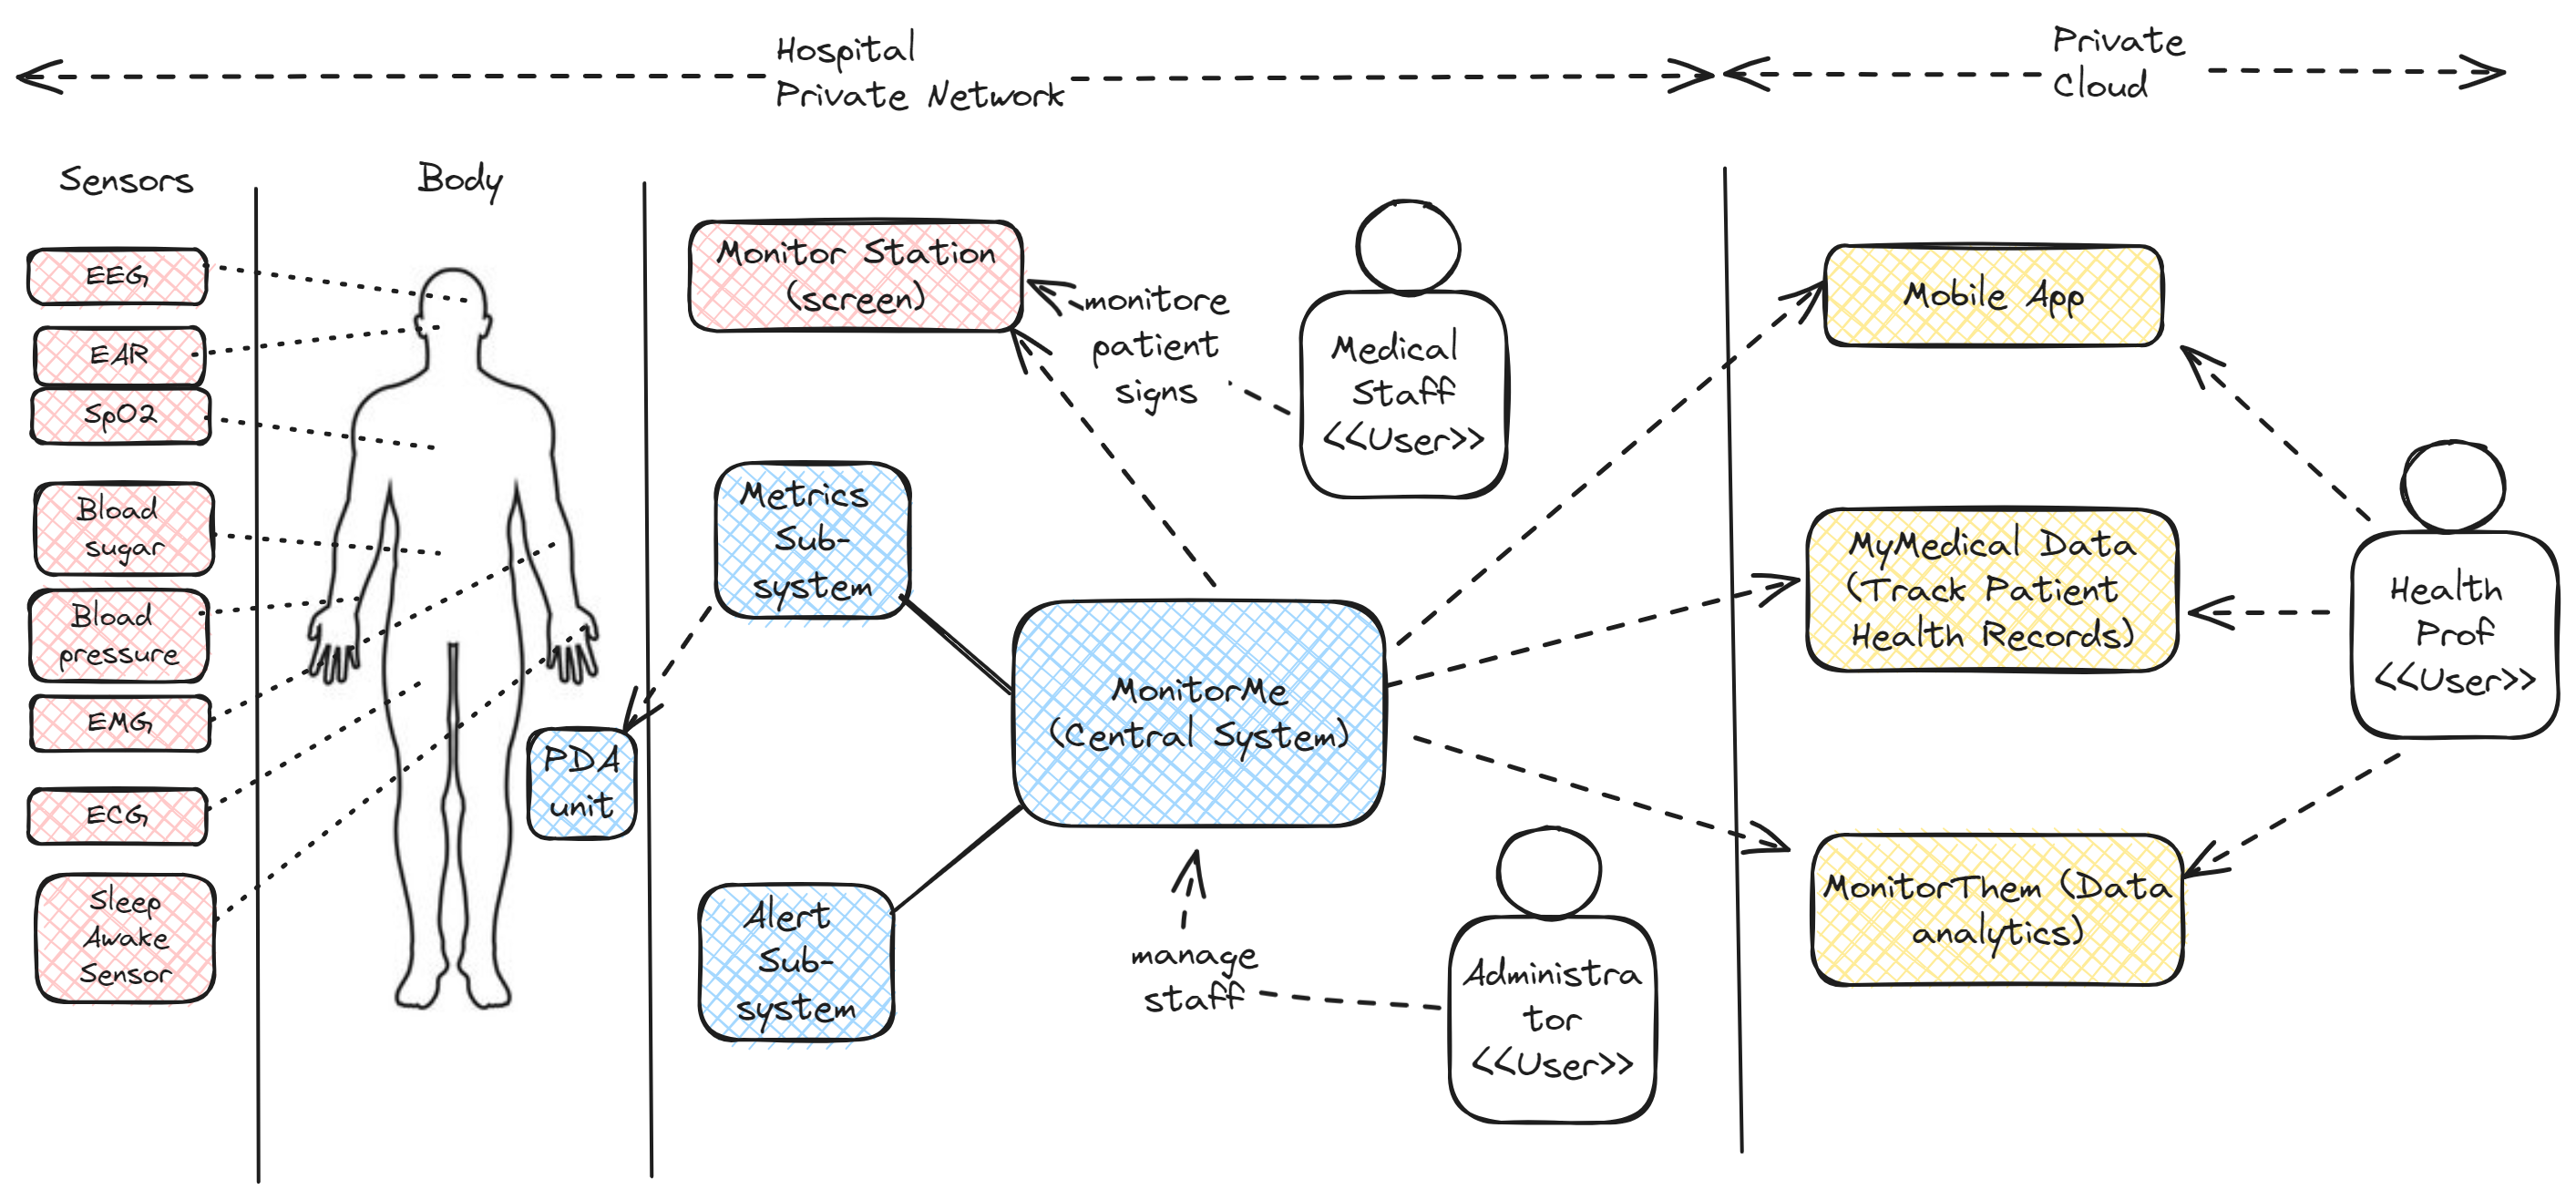 Hospital
Private Network
Private
Cloud
Sensors
Body
EEG
EAR
SpO2
Bload
sugar
Bload
pressure
EMG
ECG
Sleep
Awake
Sensor
PDA
unit
Monitor Station
(screen)
monitore
patient
signs
Medical
Staff
<<User>>
Metrics
Sub-
system
MonitorMe
(Central System)
Alert
Sub-
system
manage
staff
Administra
tor
<<User>>
Mobile App
MyMedical Data
(Track Patient
Health Records)
MonitorThem (Data
analytics)
Health
Prof
<<User>>